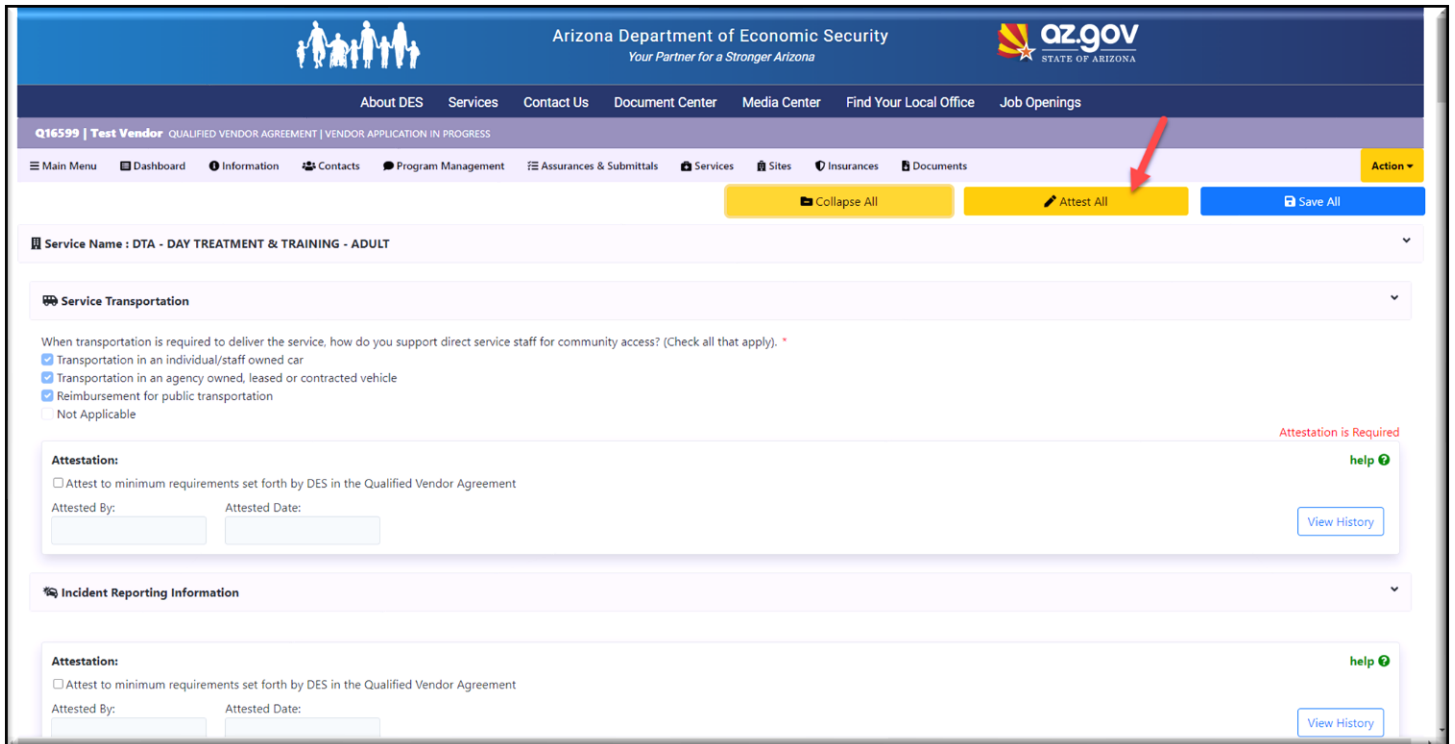 Arizona Department of Economic Security
Your Partner for a Stronger Arizona
az.gov
STATE OF ARIZONA
About DES Services Contact Us Document Center Media Center Find Your Local Office Job Openings
Q16599 | Test Vendor QUALIFIED VENDOR AGREEMENT | VENDOR APPLICATION IN PROGRESS
Main Menu Dashboard Information Contacts Program Management Assurances & Submittals Services Sites Insurances Documents Action
Collapse All Attest All Save All
Service Name : DTA - DAY TREATMENT & TRAINING - ADULT
Service Transportation
When transportation is required to deliver the service, how do you support direct service staff for community access? (Check all that apply). *
Transportation in an individual/staff owned car
Transportation in an agency owned, leased or contracted vehicle
Reimbursement for public transportation
Not Applicable
Attestation is Required
Attestation: help
Attest to minimum requirements set forth by DES in the Qualified Vendor Agreement
Attested By: Attested Date:
View History
Incident Reporting Information
Attestation: help
Attest to minimum requirements set forth by DES in the Qualified Vendor Agreement
Attested By: Attested Date:
View History